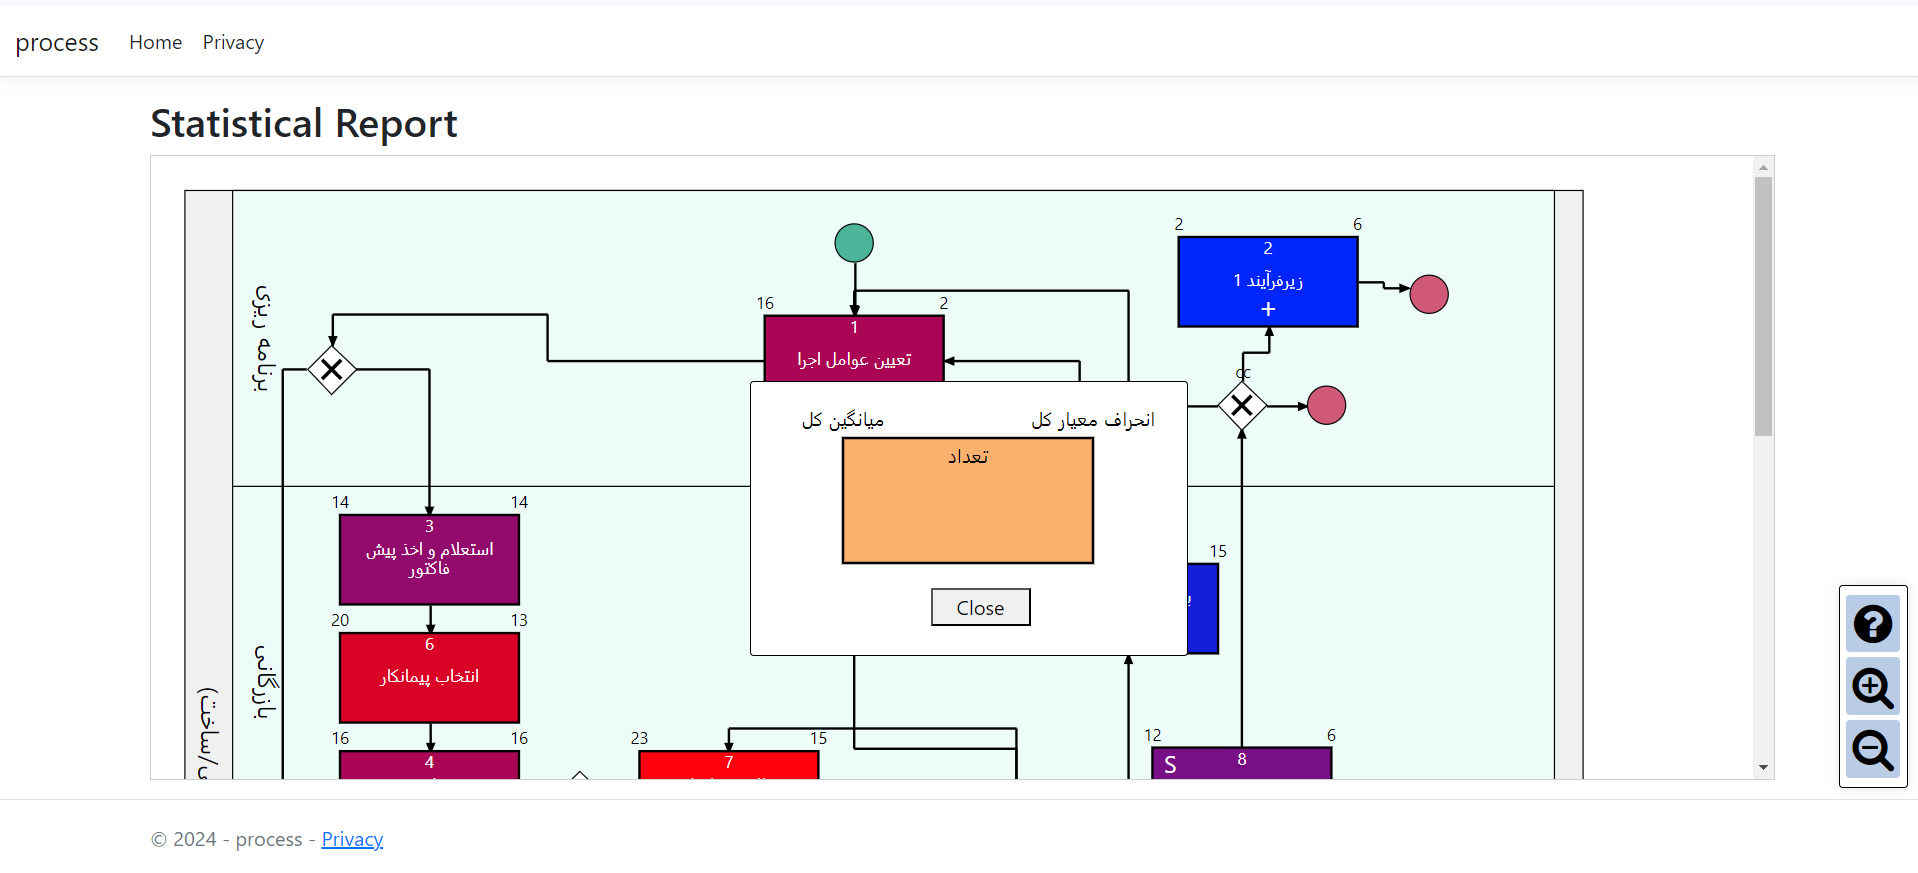 process Home Privacy
Statistical Report
برنامه ریزی
بازرگانی
2 6
2
زیرفرآیند 1
+
16 2
1
تعیین عوامل اجرا
cc
میانگین کل
انحراف معیار کل
تعداد
Close
14 14
3
استعلام و اخذ پیش
فاکتور
15
20 13
6
انتخاب پیمانکار
16 16
4
23 15
7
12 6
S 8
© 2024 - process - Privacy